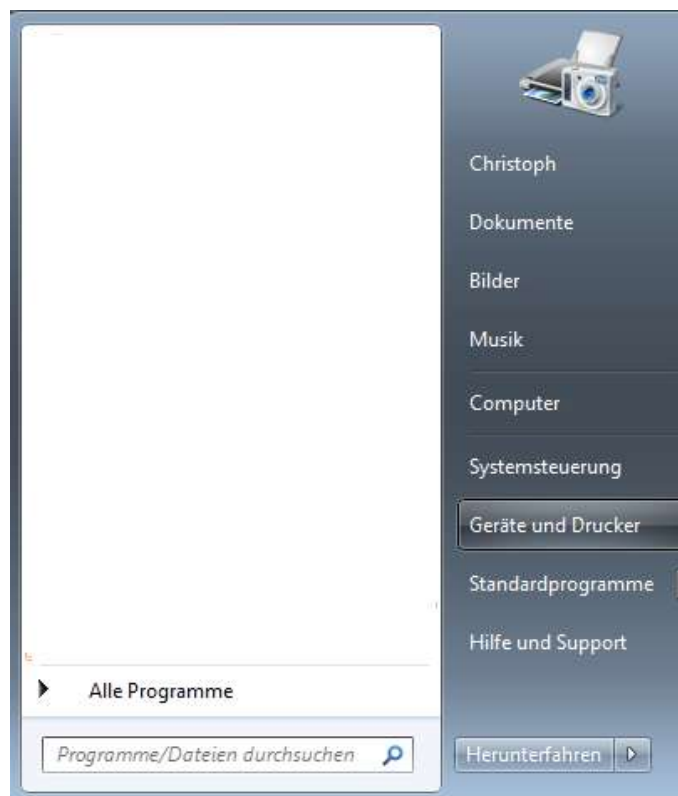 Christoph
Dokumente
Bilder
Musik
Computer
Systemsteuerung
Geräte und Drucker
Standardprogramme
Hilfe und Support
Alle Programme
Programme/Dateien durchsuchen
Herunterfahren